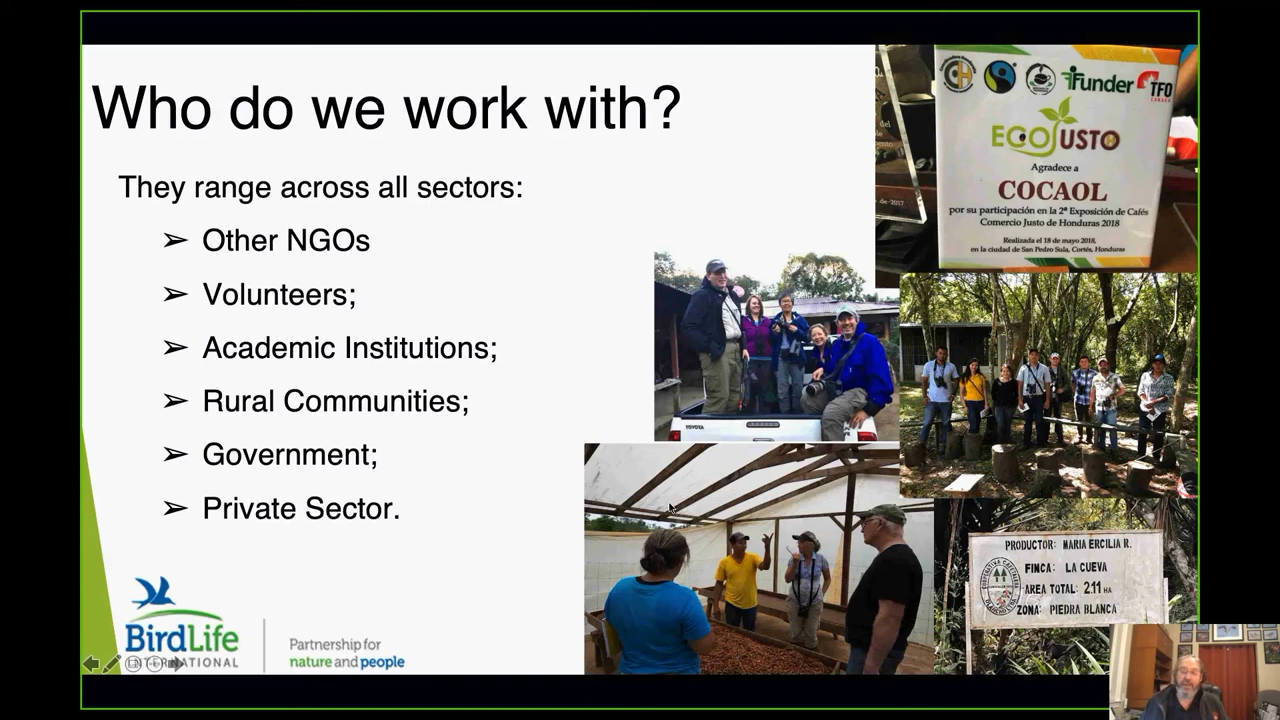 Who do we work with?
They range across all sectors:
➢ Other NGOs
➢ Volunteers;
➢ Academic Institutions;
➢ Rural Communities;
➢ Government;
➢ Private Sector.
BirdLife
INTERNATIONAL
Partnership for
nature and people
Funder
TFO
CANADA
ECOJUSTO
Agradece a
COCAOL
por su participación en la 2ª Exposición de Cafés
Comercio Justo de Honduras 2018
Realizada el 18 de mayo 2018,
en la ciudad de San Pedro Sula, Cortés, Honduras
de-2017
TOYOTA
PRODUCTOR: MARIA ERCILIA R.
FINCA: LA CUEVA
AREA TOTAL: 2.11 HA
ZONA: PIEDRA BLANCA